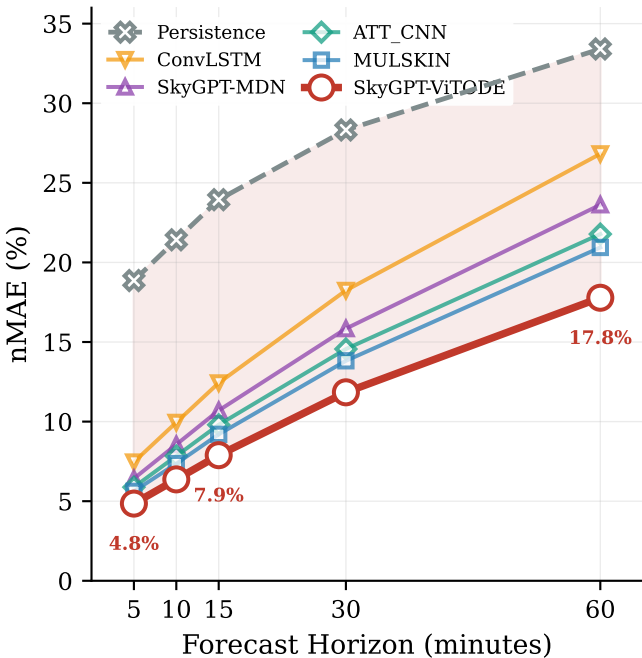 35
30
25
20
15
10
5
0
nMAE (%)
Persistence
ConvLSTM
SkyGPT-MDN
ATT_CNN
MULSKIN
SkyGPT-ViTODE
4.8%
7.9%
17.8%
5 10 15 30 60
Forecast Horizon (minutes)